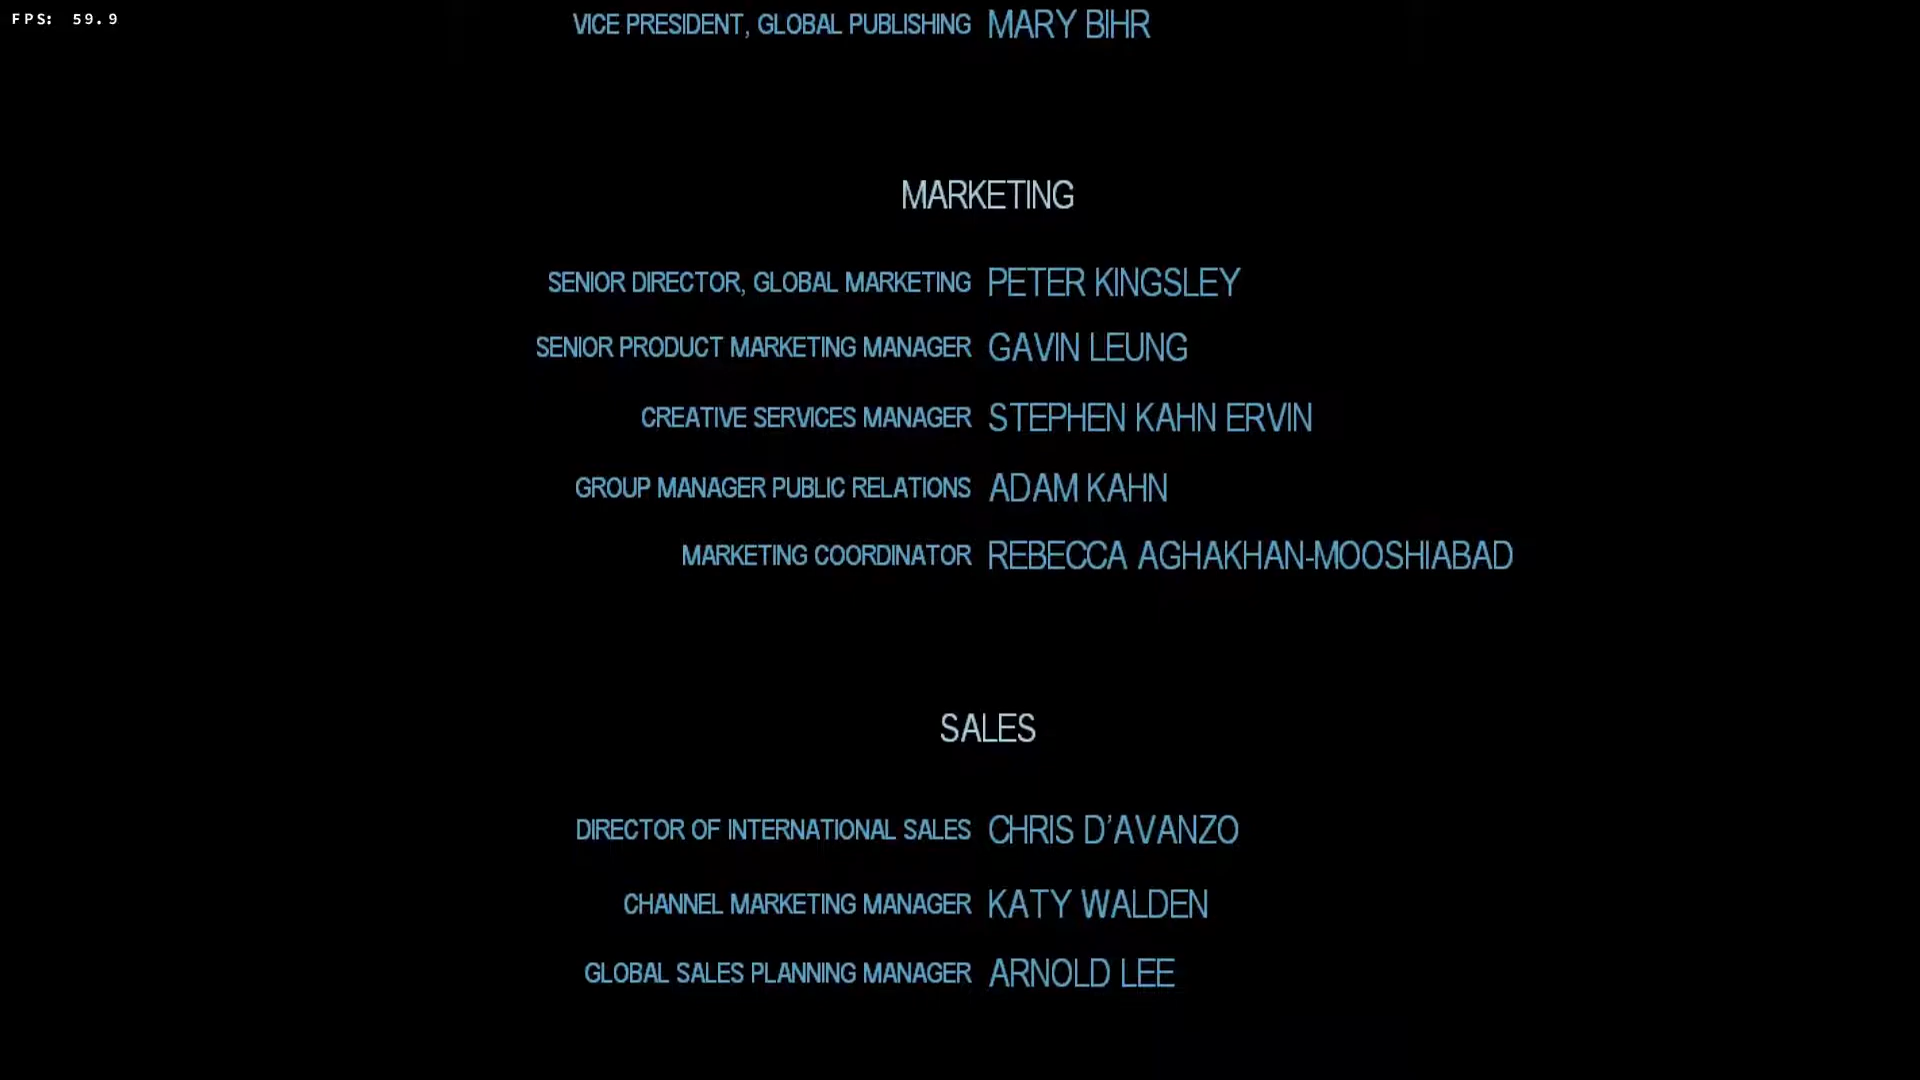 FPS: 59.9
VICE PRESIDENT, GLOBAL PUBLISHING MARY BIHR
MARKETING
SENIOR DIRECTOR, GLOBAL MARKETING PETER KINGSLEY
SENIOR PRODUCT MARKETING MANAGER GAVIN LEUNG
CREATIVE SERVICES MANAGER STEPHEN KAHN ERVIN
GROUP MANAGER PUBLIC RELATIONS ADAM KAHN
MARKETING COORDINATOR REBECCA AGHAKHAN-MOOSHIABAD
SALES
DIRECTOR OF INTERNATIONAL SALES CHRIS D'AVANZO
CHANNEL MARKETING MANAGER KATY WALDEN
GLOBAL SALES PLANNING MANAGER ARNOLD LEE